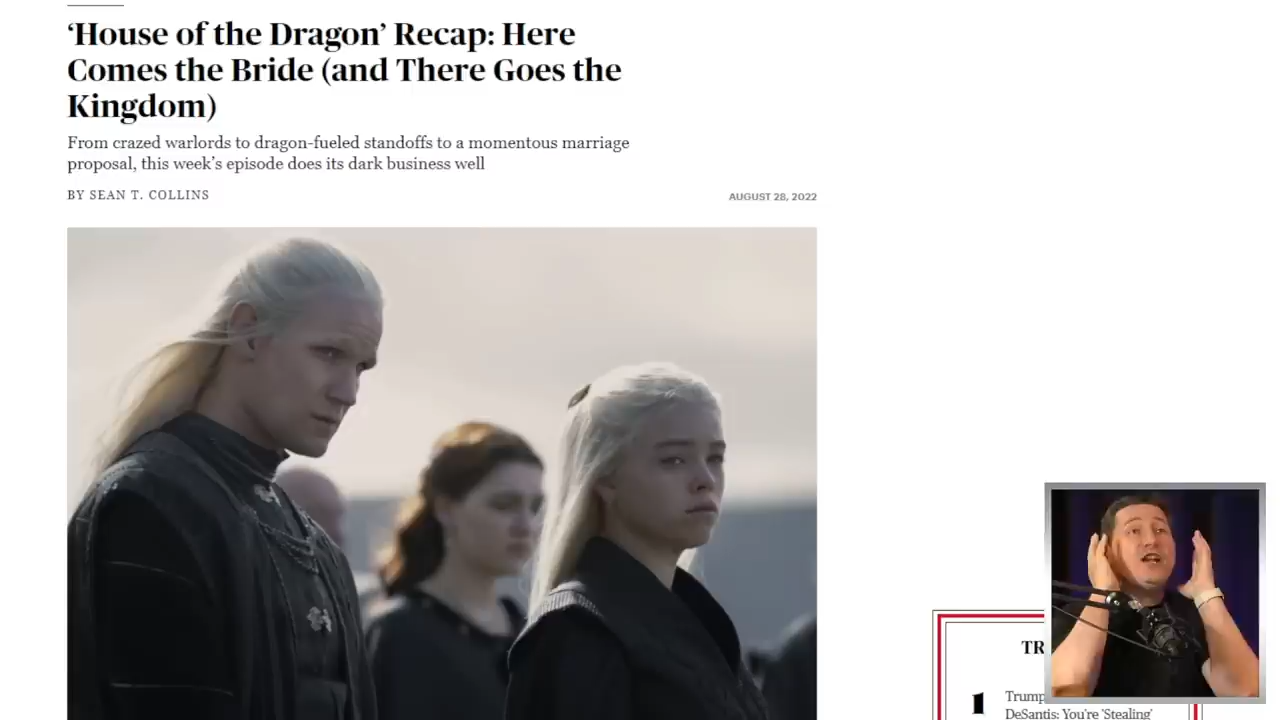 ‘House of the Dragon’ Recap: Here
Comes the Bride (and There Goes the
Kingdom)
From crazed warlords to dragon-fueled standoffs to a momentous marriage
proposal, this week’s episode does its dark business well
BY SEAN T. COLLINS
AUGUST 28, 2022
TR
1
Trump
DeSantis: You’re ‘Stealing’